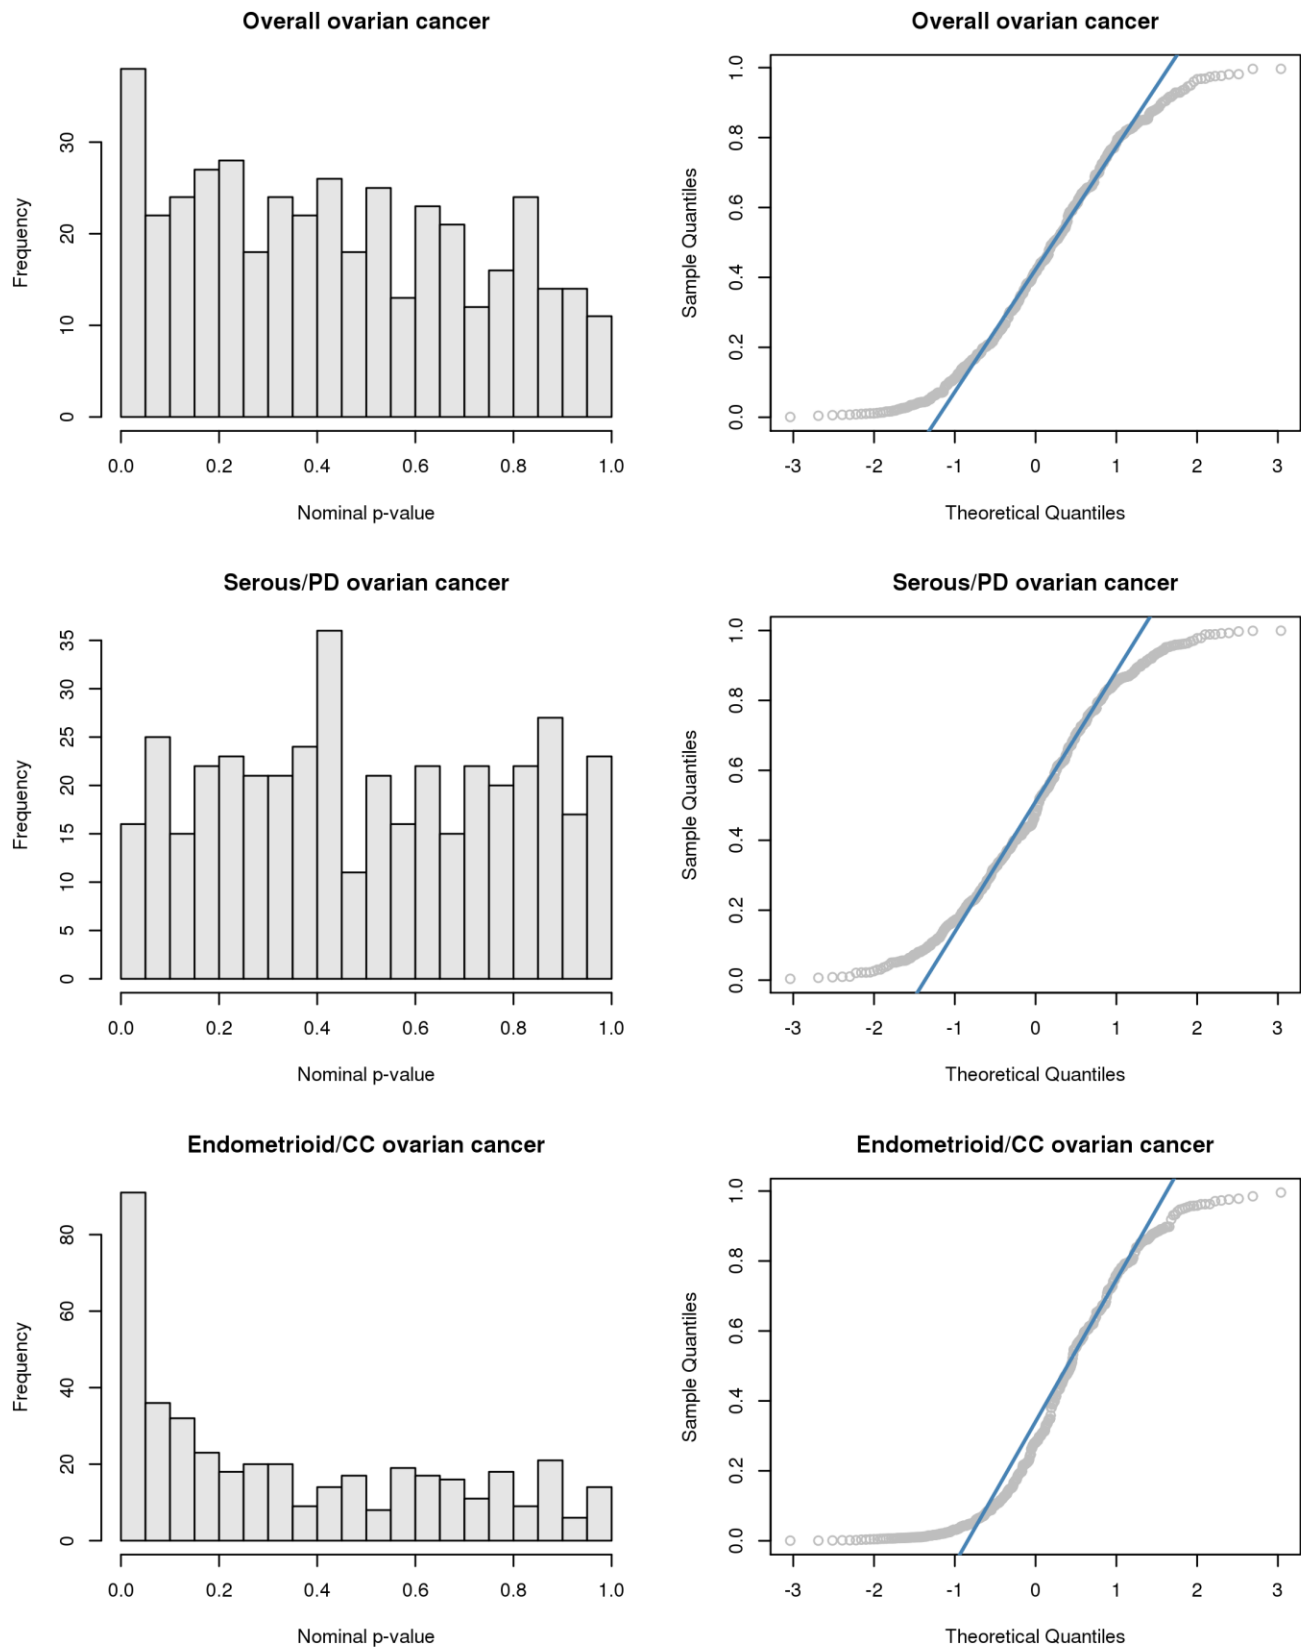 Overall ovarian cancer
Frequency
0 10 20 30
0.0 0.2 0.4 0.6 0.8 1.0
Nominal p-value
Overall ovarian cancer
Sample Quantiles
0.0 0.2 0.4 0.6 0.8 1.0
-3 -2 -1 0 1 2 3
Theoretical Quantiles
Serous/PD ovarian cancer
Frequency
0 5 10 15 20 25 30 35
0.0 0.2 0.4 0.6 0.8 1.0
Nominal p-value
Serous/PD ovarian cancer
Sample Quantiles
0.0 0.2 0.4 0.6 0.8 1.0
-3 -2 -1 0 1 2 3
Theoretical Quantiles
Endometrioid/CC ovarian cancer
Frequency
0 20 40 60 80
0.0 0.2 0.4 0.6 0.8 1.0
Nominal p-value
Endometrioid/CC ovarian cancer
Sample Quantiles
0.0 0.2 0.4 0.6 0.8 1.0
-3 -2 -1 0 1 2 3
Theoretical Quantiles